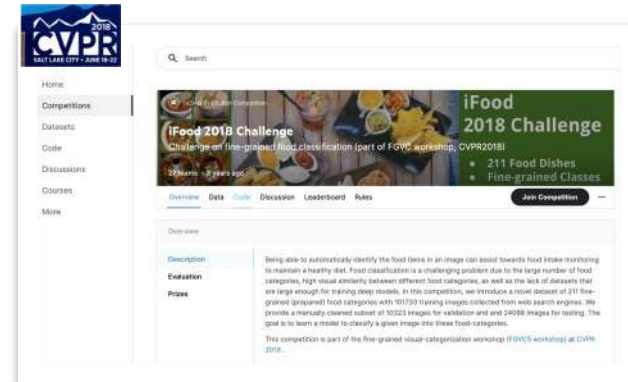 2018
CVPR
SALT LAKE CITY • JUNE 18-22
Search
Home
Competitions
Datasets
Code
Discussions
Courses
More
iFood 2018 Challenge
Challenge on fine-grained food classification (part of FGVC workshop, CVPR2018)
iFood
2018 Challenge
• 211 Food Dishes
• Fine-grained Classes
Overview Data Code Discussion Leaderboard Rules
Join Competition
Overview
Description
Evaluation
Prizes
Being able to automatically identify the food items in an image can assist towards food intake monitoring
to maintain a healthy diet. Food classification is a challenging problem due to the large number of food
categories, high visual similarity between different food categories, as well as the lack of datasets that
are large enough for training deep models. In this competition, we introduce a novel dataset of 211 fine-
grained (prepared) food categories with 101733 training images collected from web search engines. We
provide a manually cleaned subset of 10323 images for validation and and 24088 images for testing. The
goal is to learn a model to classify a given image into these food-categories.
This competition is part of the fine-grained visual-categorization workshop (FGVC5 workshop) at CVPR
2018 .